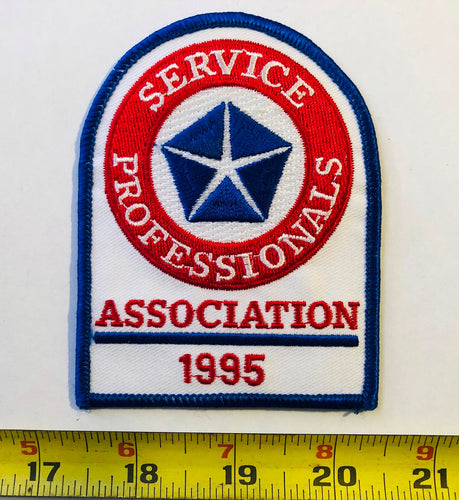 SERVICE
PROFESSIONALS
ASSOCIATION
1995
5 6 7 8 9
17 18 19 20 21